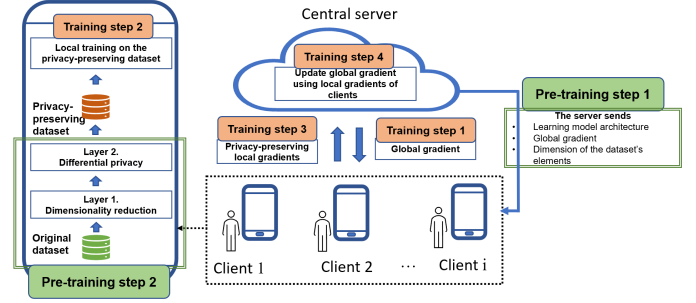 Central server
Training step 2
Local training on the
privacy-preserving dataset
Privacy-
preserving
dataset
Layer 2.
Differential privacy
Layer 1.
Dimensionality reduction
Original
dataset
Pre-training step 2
Training step 4
Update global gradient
using local gradients of
clients
Training step 3
Privacy-preserving
local gradients
Training step 1
Global gradient
Pre-training step 1
The server sends
• Learning model architecture
• Global gradient
• Dimension of the dataset's
elements
Client 1
Client 2
...
Client i